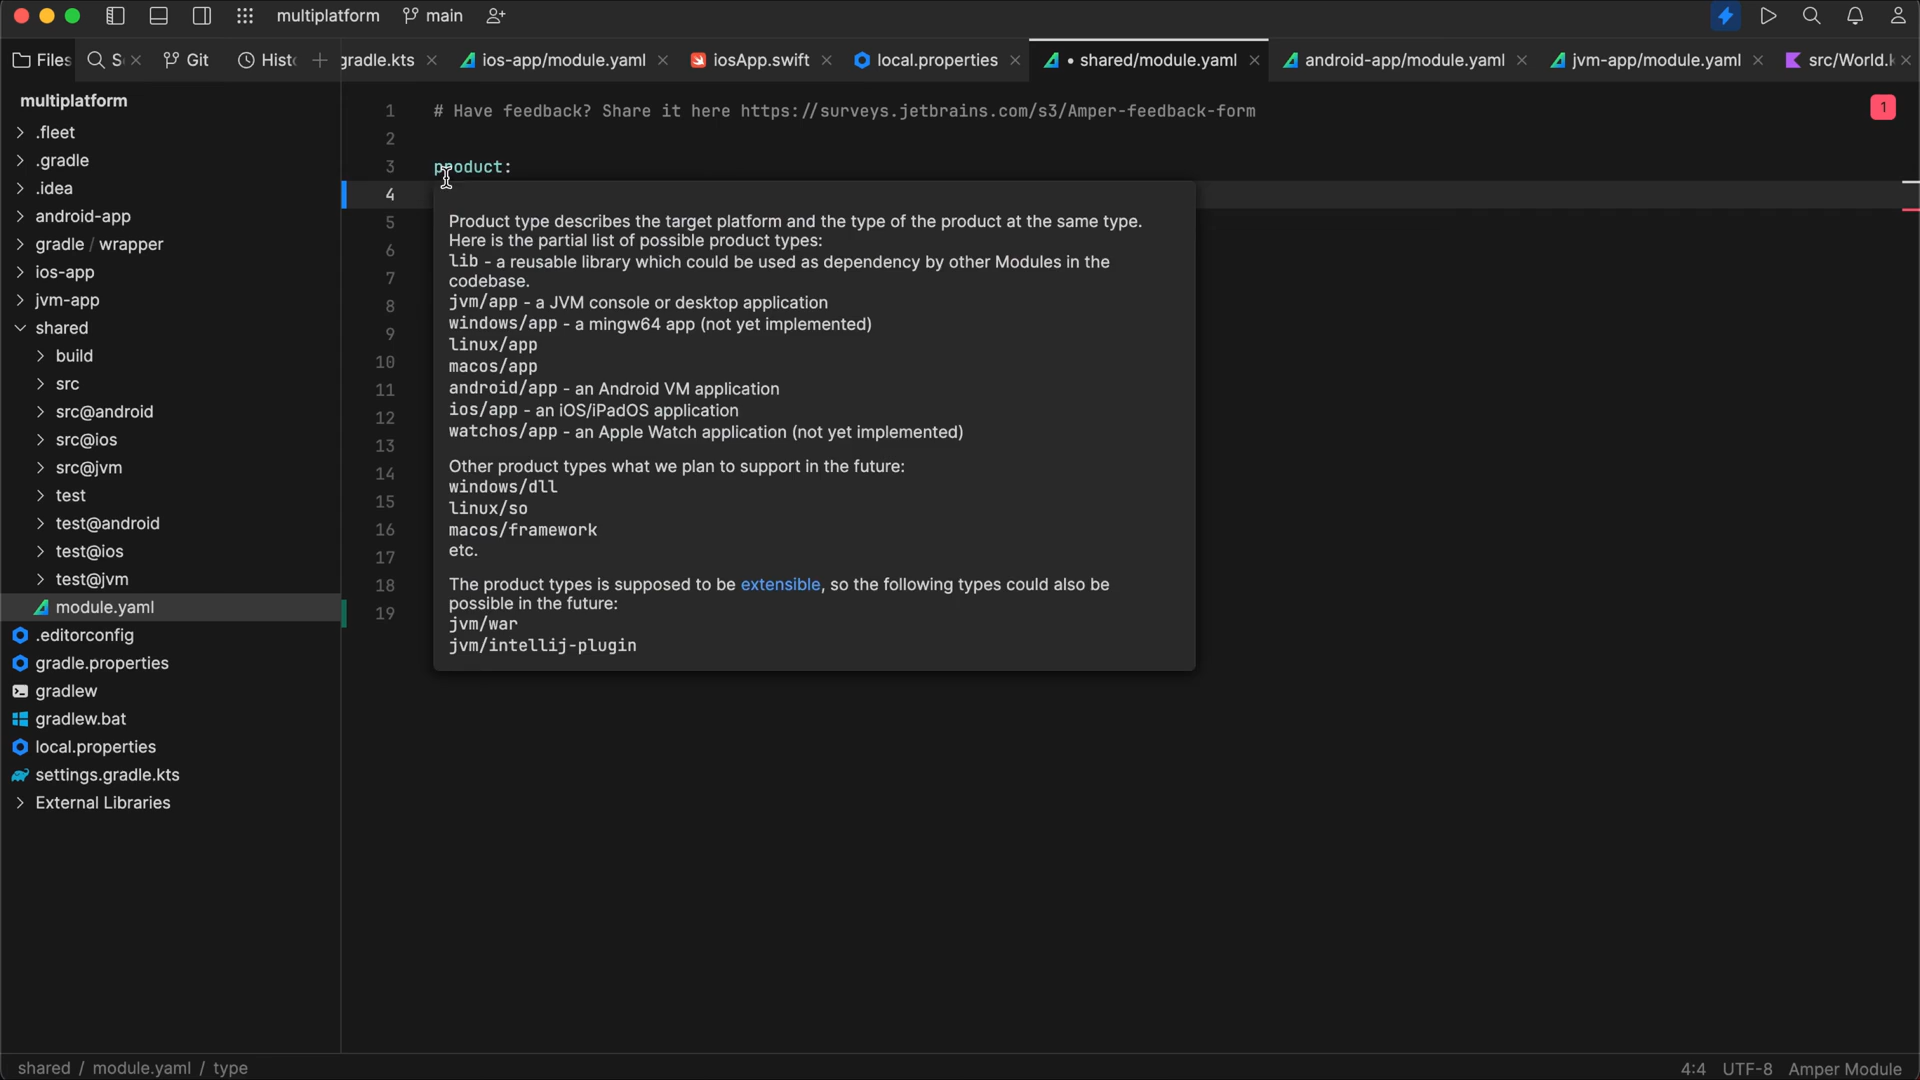 multiplatform
main
Files
S
Git
Hist
gradle.kts
ios-app/module.yaml
iosApp.swift
local.properties
• shared/module.yaml
android-app/module.yaml
jvm-app/module.yaml
src/World.k
multiplatform
.fleet
.gradle
.idea
android-app
gradle / wrapper
ios-app
jvm-app
shared
build
src
src@android
src@ios
src@jvm
test
test@android
test@ios
test@jvm
module.yaml
.editorconfig
gradle.properties
gradlew
gradlew.bat
local.properties
settings.gradle.kts
External Libraries
1 # Have feedback? Share it here https://surveys.jetbrains.com/s3/Amper-feedback-form
1
2
3 product:
4
5
6
7
8
9
10
11
12
13
14
15
16
17
18
19
Product type describes the target platform and the type of the product at the same type.
Here is the partial list of possible product types:
lib - a reusable library which could be used as dependency by other Modules in the
codebase.
jvm/app - a JVM console or desktop application
windows/app - a mingw64 app (not yet implemented)
linux/app
macos/app
android/app - an Android VM application
ios/app - an iOS/iPadOS application
watchos/app - an Apple Watch application (not yet implemented)
Other product types what we plan to support in the future:
windows/dll
linux/so
macos/framework
etc.
The product types is supposed to be extensible, so the following types could also be
possible in the future:
jvm/war
jvm/intellij-plugin
shared / module.yaml / type
4:4 UTF-8 Amper Module